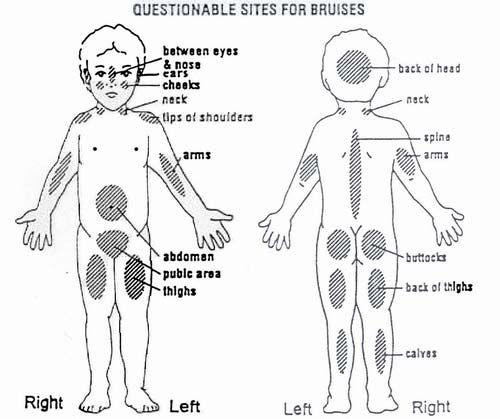 QUESTIONABLE SITES FOR BRUISES
between eyes
& nose
ears
cheeks
neck
tips of shoulders
arms
abdomen
pubic area
thighs
Right
Left
back of head
neck
spine
arms
buttocks
back of thighs
calves
Left
Right